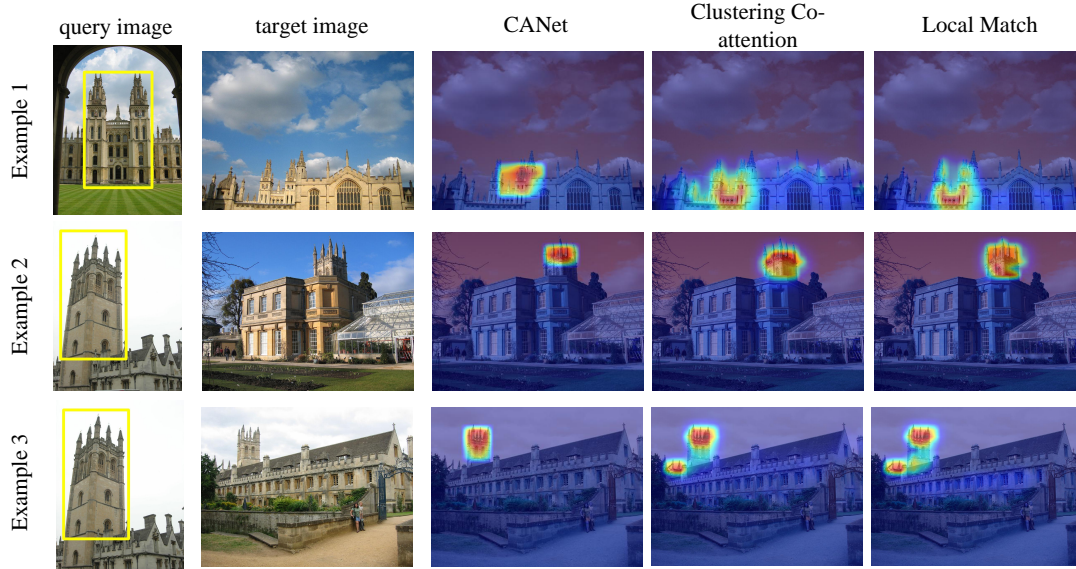 query image
target image
CANet
Clustering Co-
attention
Local Match
Example 1
Example 2
Example 3